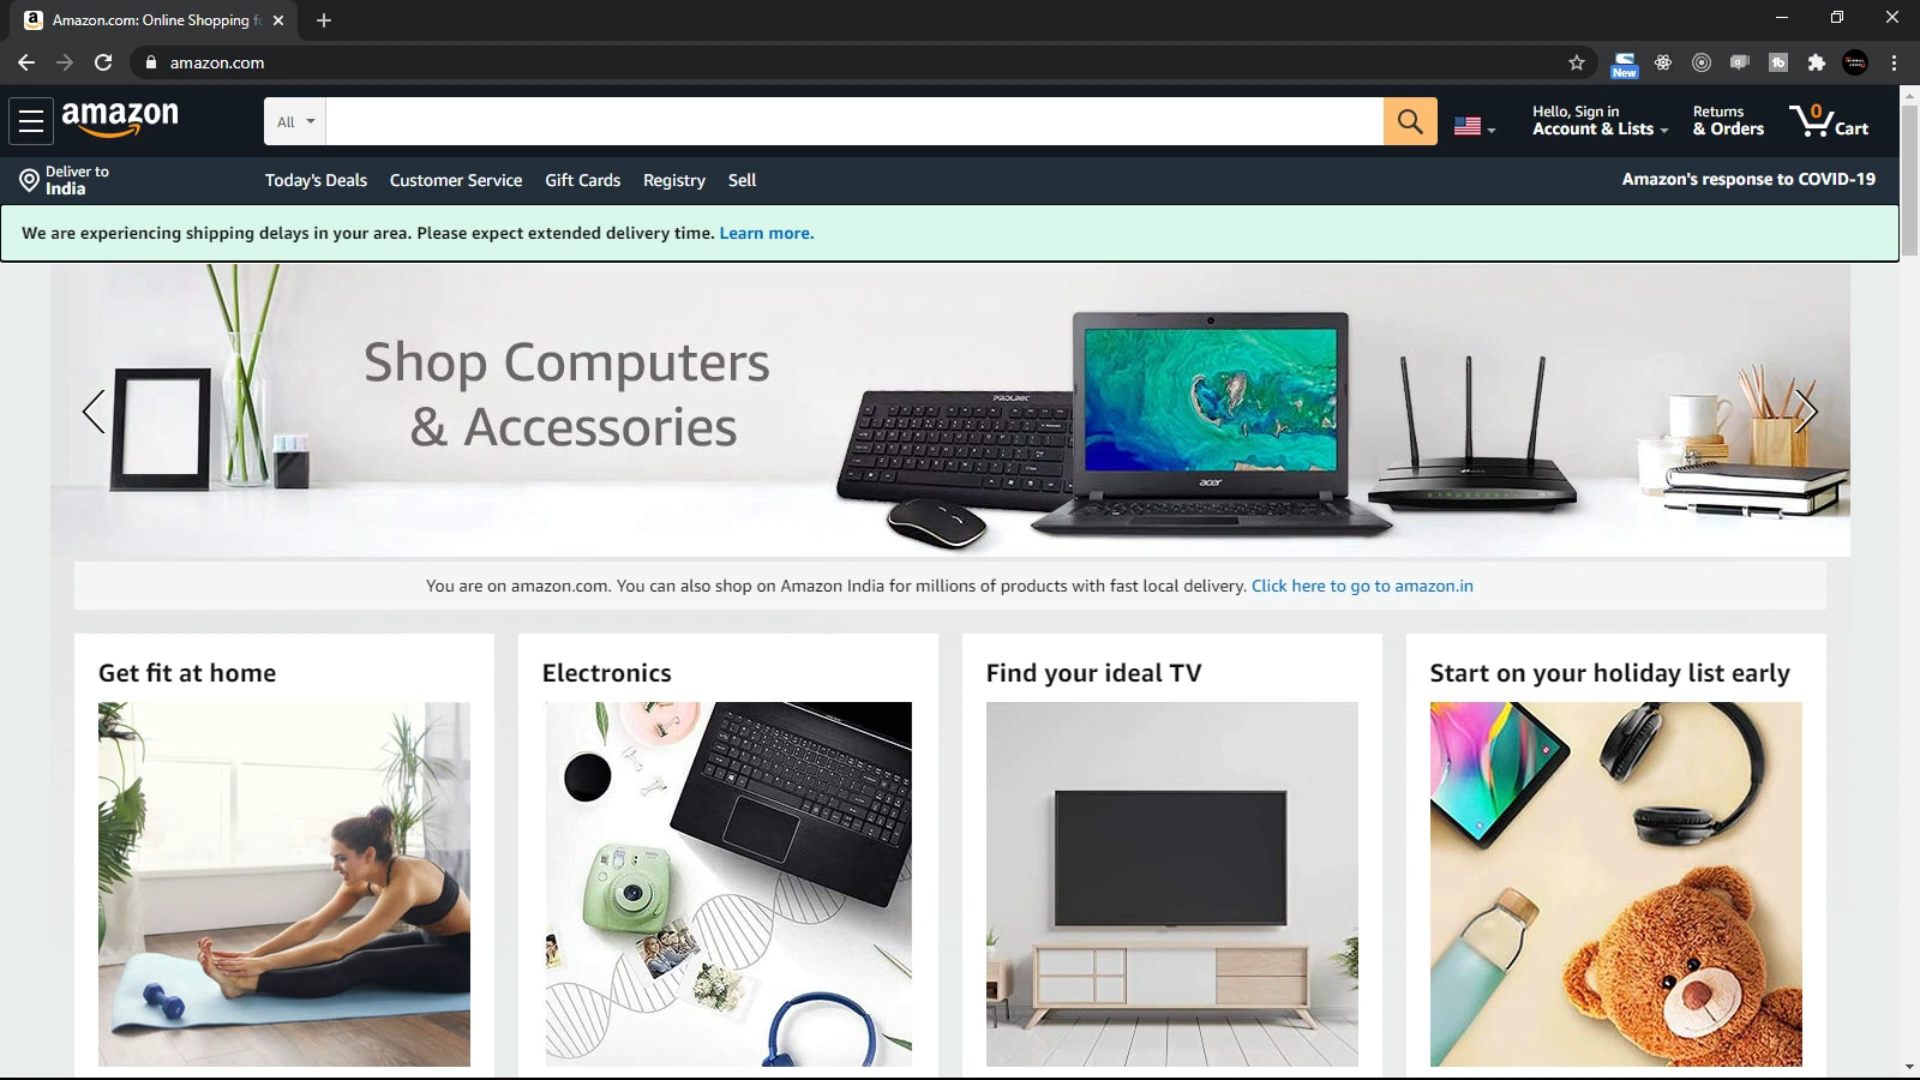 Amazon.com: Online Shopping f
amazon.com
New
amazon
All
Hello, Sign in
Account & Lists
Returns
& Orders
0
Cart
Deliver to
India
Today's Deals
Customer Service
Gift Cards
Registry
Sell
Amazon's response to COVID-19
We are experiencing shipping delays in your area. Please expect extended delivery time. Learn more.
Shop Computers
& Accessories
PROLINK
acer
You are on amazon.com. You can also shop on Amazon India for millions of products with fast local delivery. Click here to go to amazon.in
Get fit at home
Electronics
Find your ideal TV
Start on your holiday list early